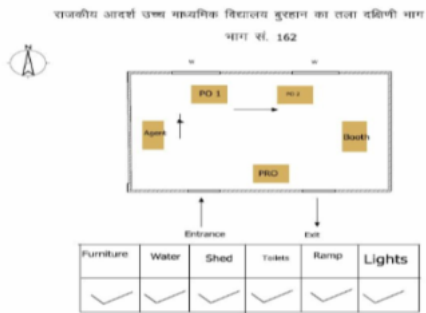 राजकीय आदर्श उच्च माध्यमिक विद्यालय बुरहान का तला दक्षिणी भाग
भाग सं. 162
N
W W
PO 1 PO 2
Agent Booth
PRO
Entrance Exit
Furniture Water Shed Toilets Ramp Lights